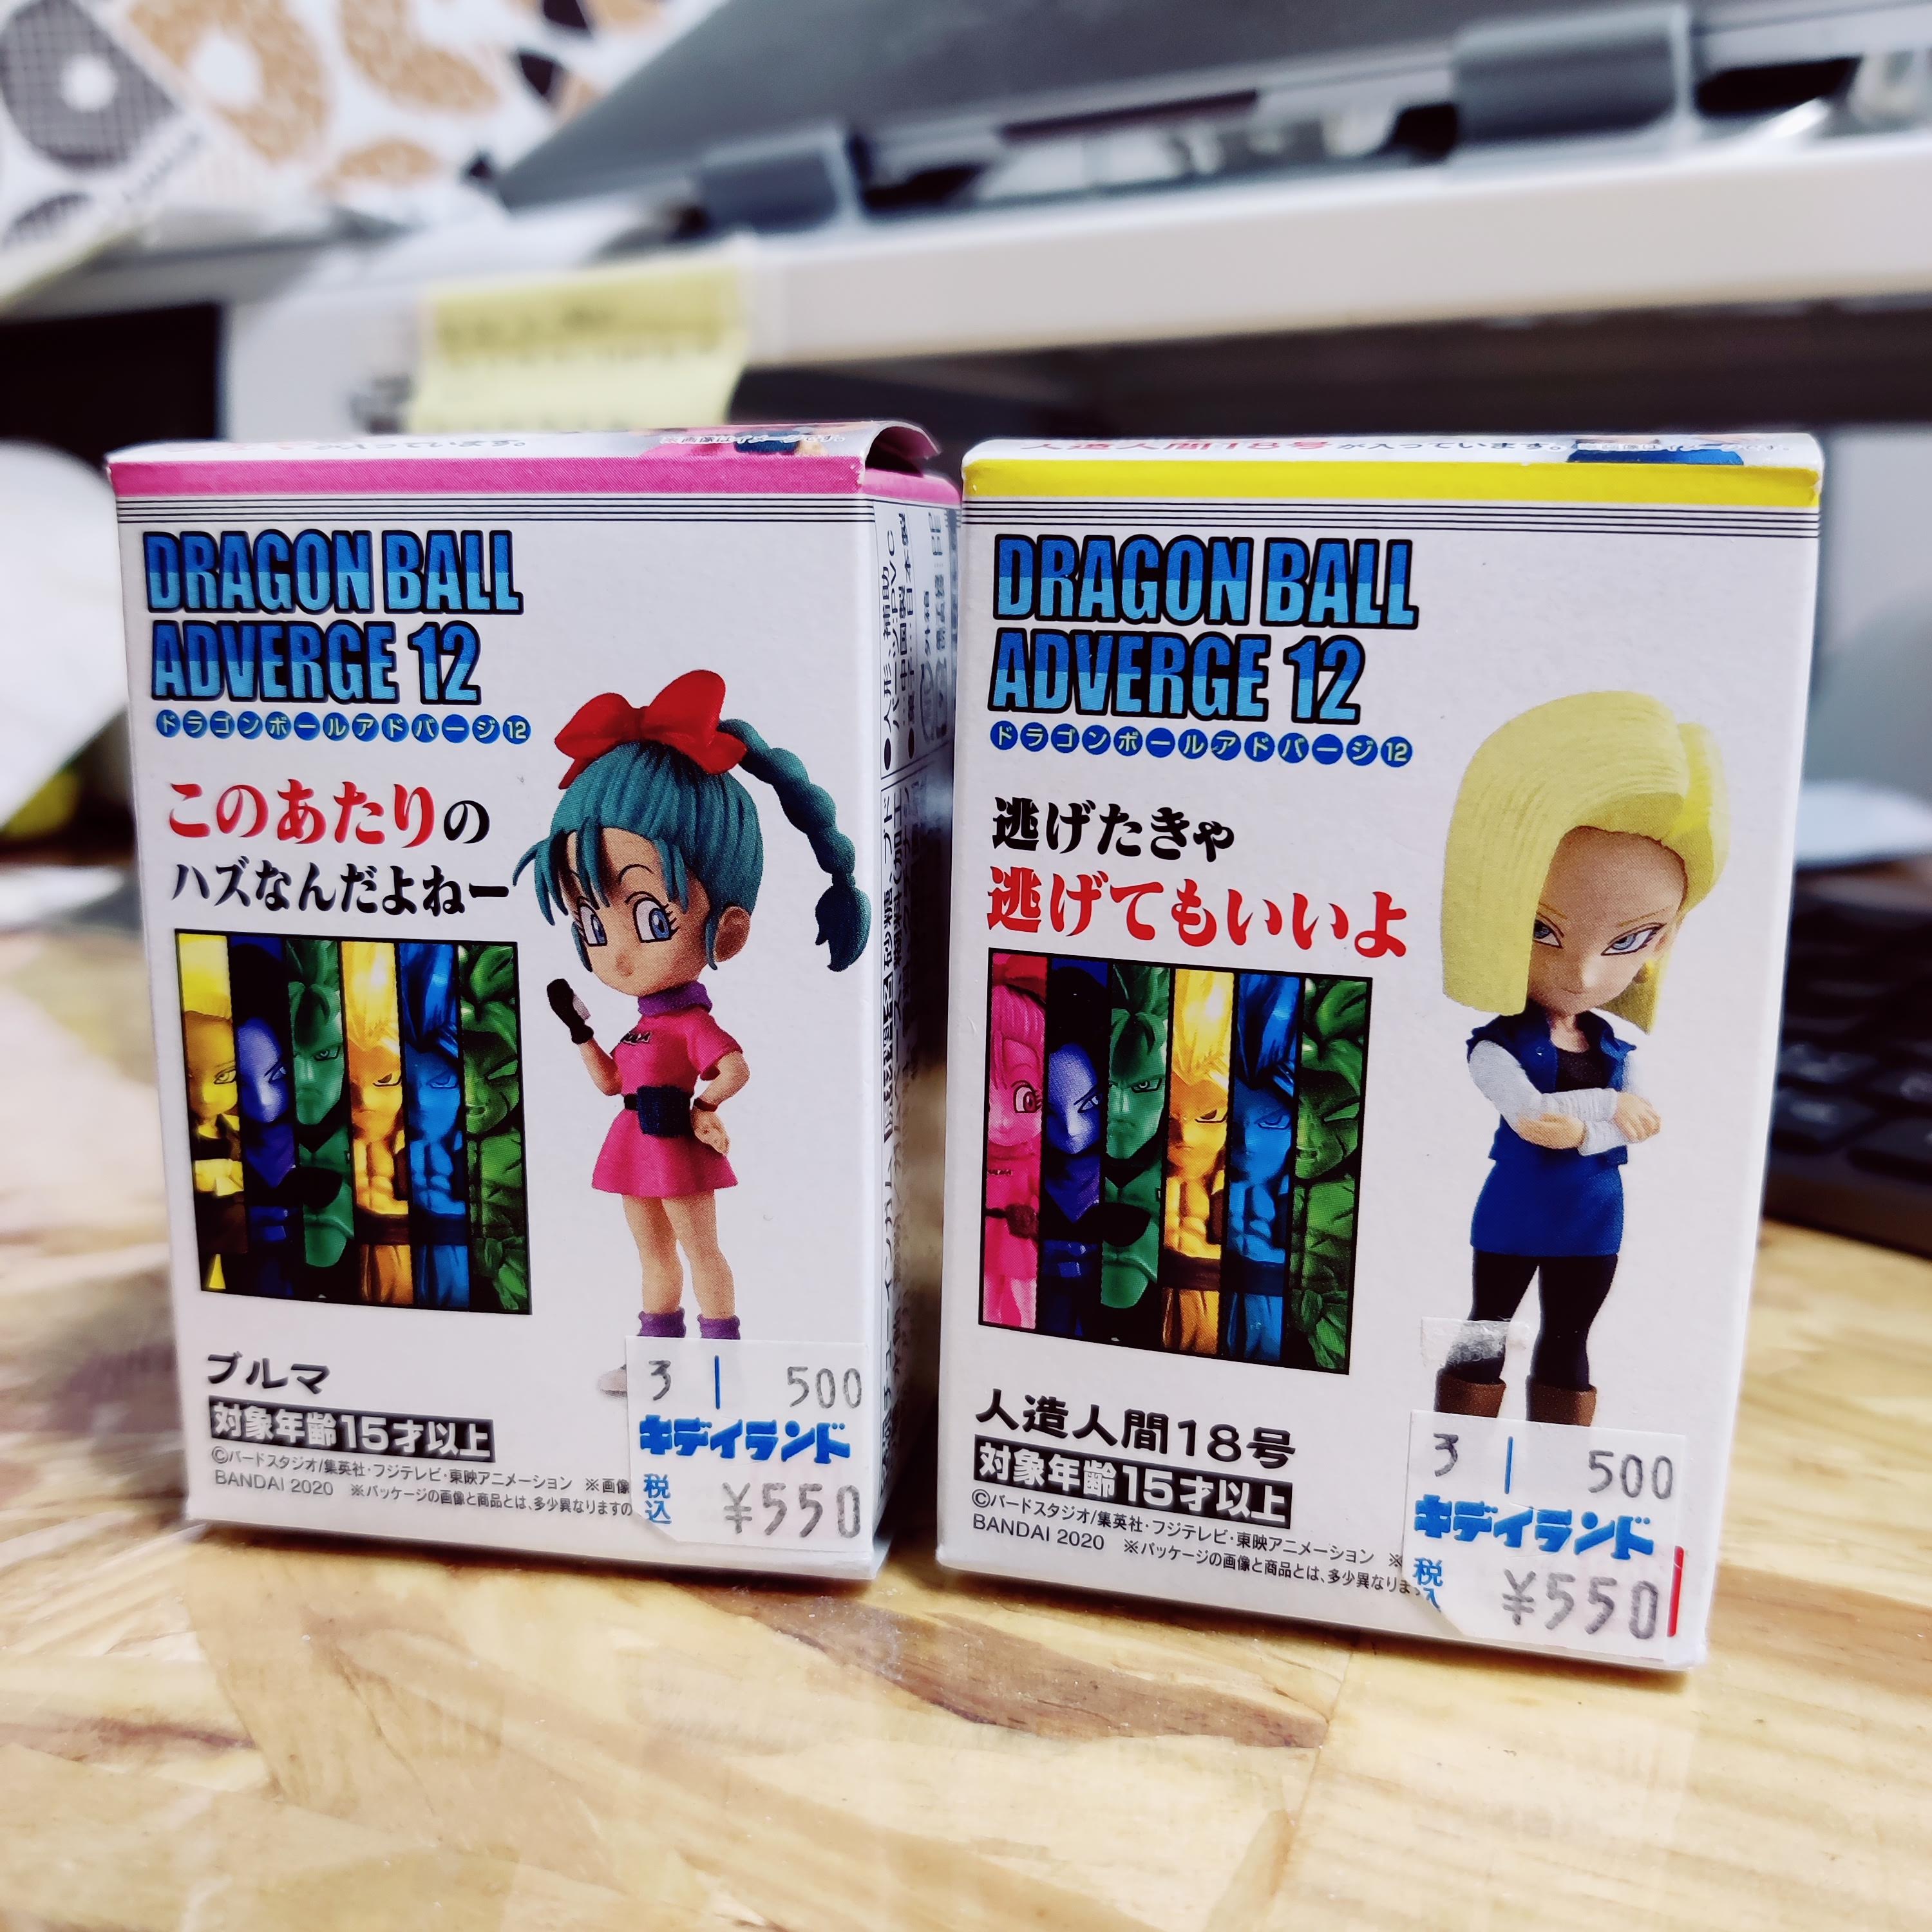 DRAGON BALL
ADVERGE 12
ドラゴンボールアドバージ12
このあたりの
ハズなんだよねー
ブルマ
対象年齢15才以上
©バードスタジオ/集英社・フジテレビ・東映アニメーション ※画像
BANDAI 2020 ※パッケージの画像と商品とは、多少異なりますの
3 500
キデイランド
税込 ¥550
人造人間18号が入っています。
DRAGON BALL
ADVERGE 12
ドラゴンボールアドバージ12
逃げたきゃ
逃げてもいいよ
人造人間18号
対象年齢15才以上
©バードスタジオ/集英社・フジテレビ・東映アニメーション ※
BANDAI 2020 ※パッケージの画像と商品とは、多少異なりま
3 500
キデイランド
税込 ¥550